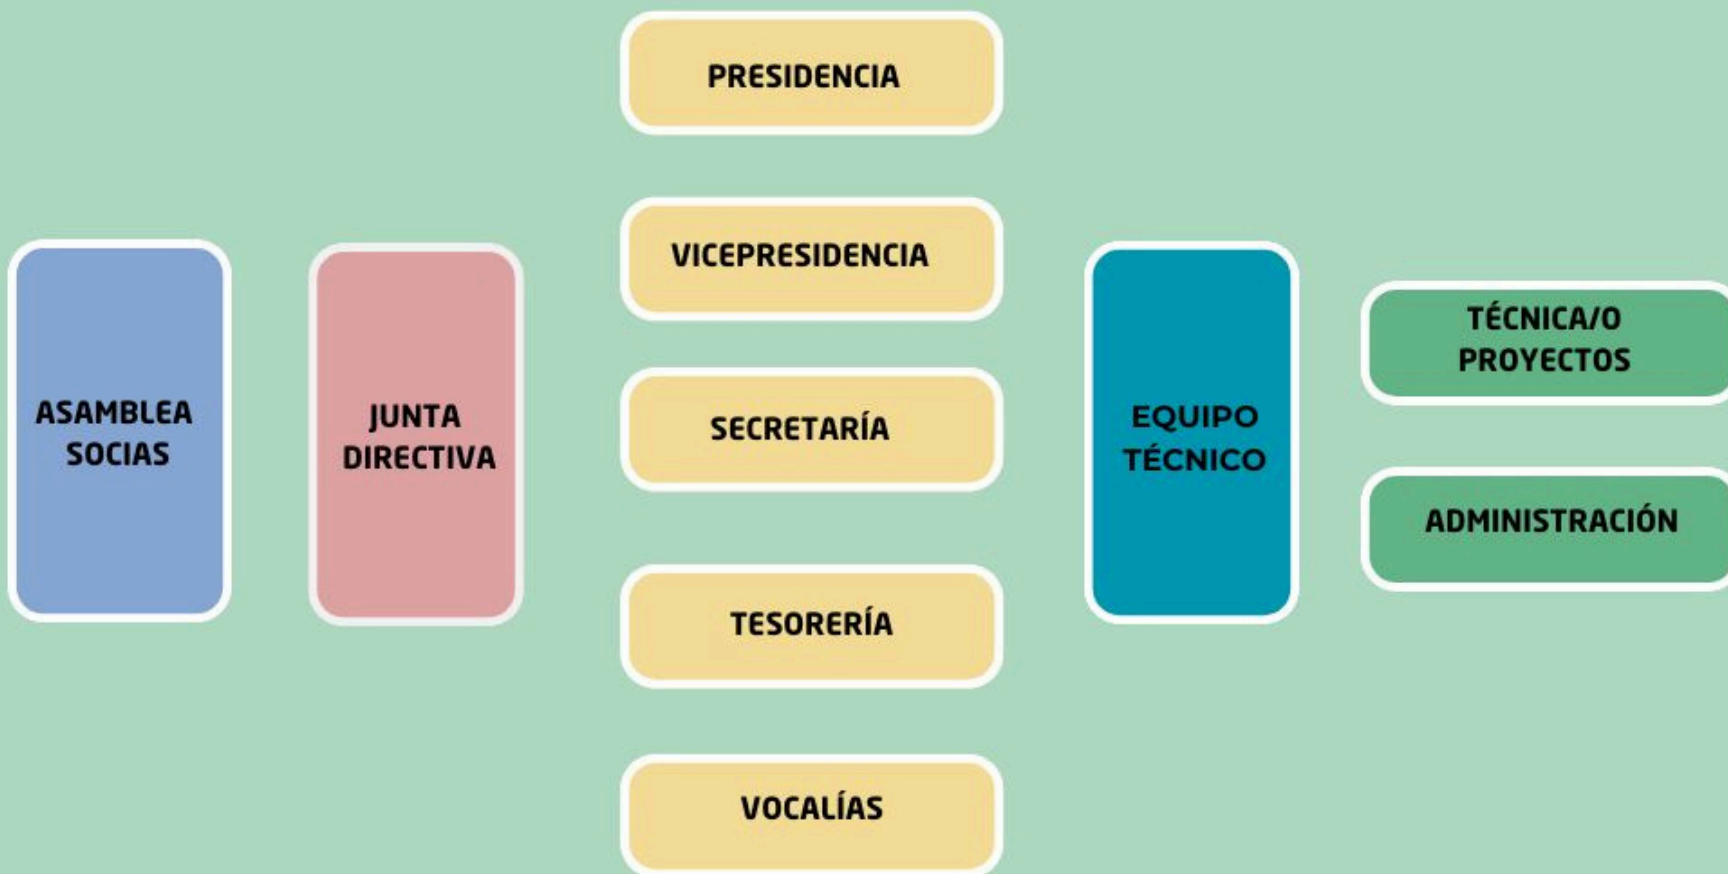 ASAMBLEA
SOCIAS
JUNTA
DIRECTIVA
PRESIDENCIA
VICEPRESIDENCIA
SECRETARÍA
TESORERÍA
VOCALÍAS
EQUIPO
TÉCNICO
TÉCNICA/O
PROYECTOS
ADMINISTRACIÓN